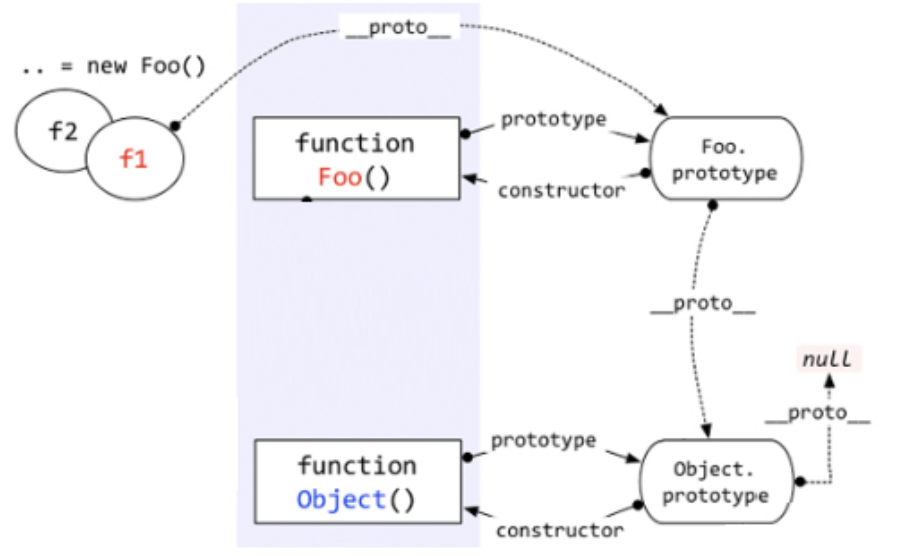 __proto__
.. = new Foo()
f2
f1
function
Foo()
prototype
constructor
Foo.
prototype
__proto__
null
__proto__
function
Object()
prototype
constructor
Object.
prototype